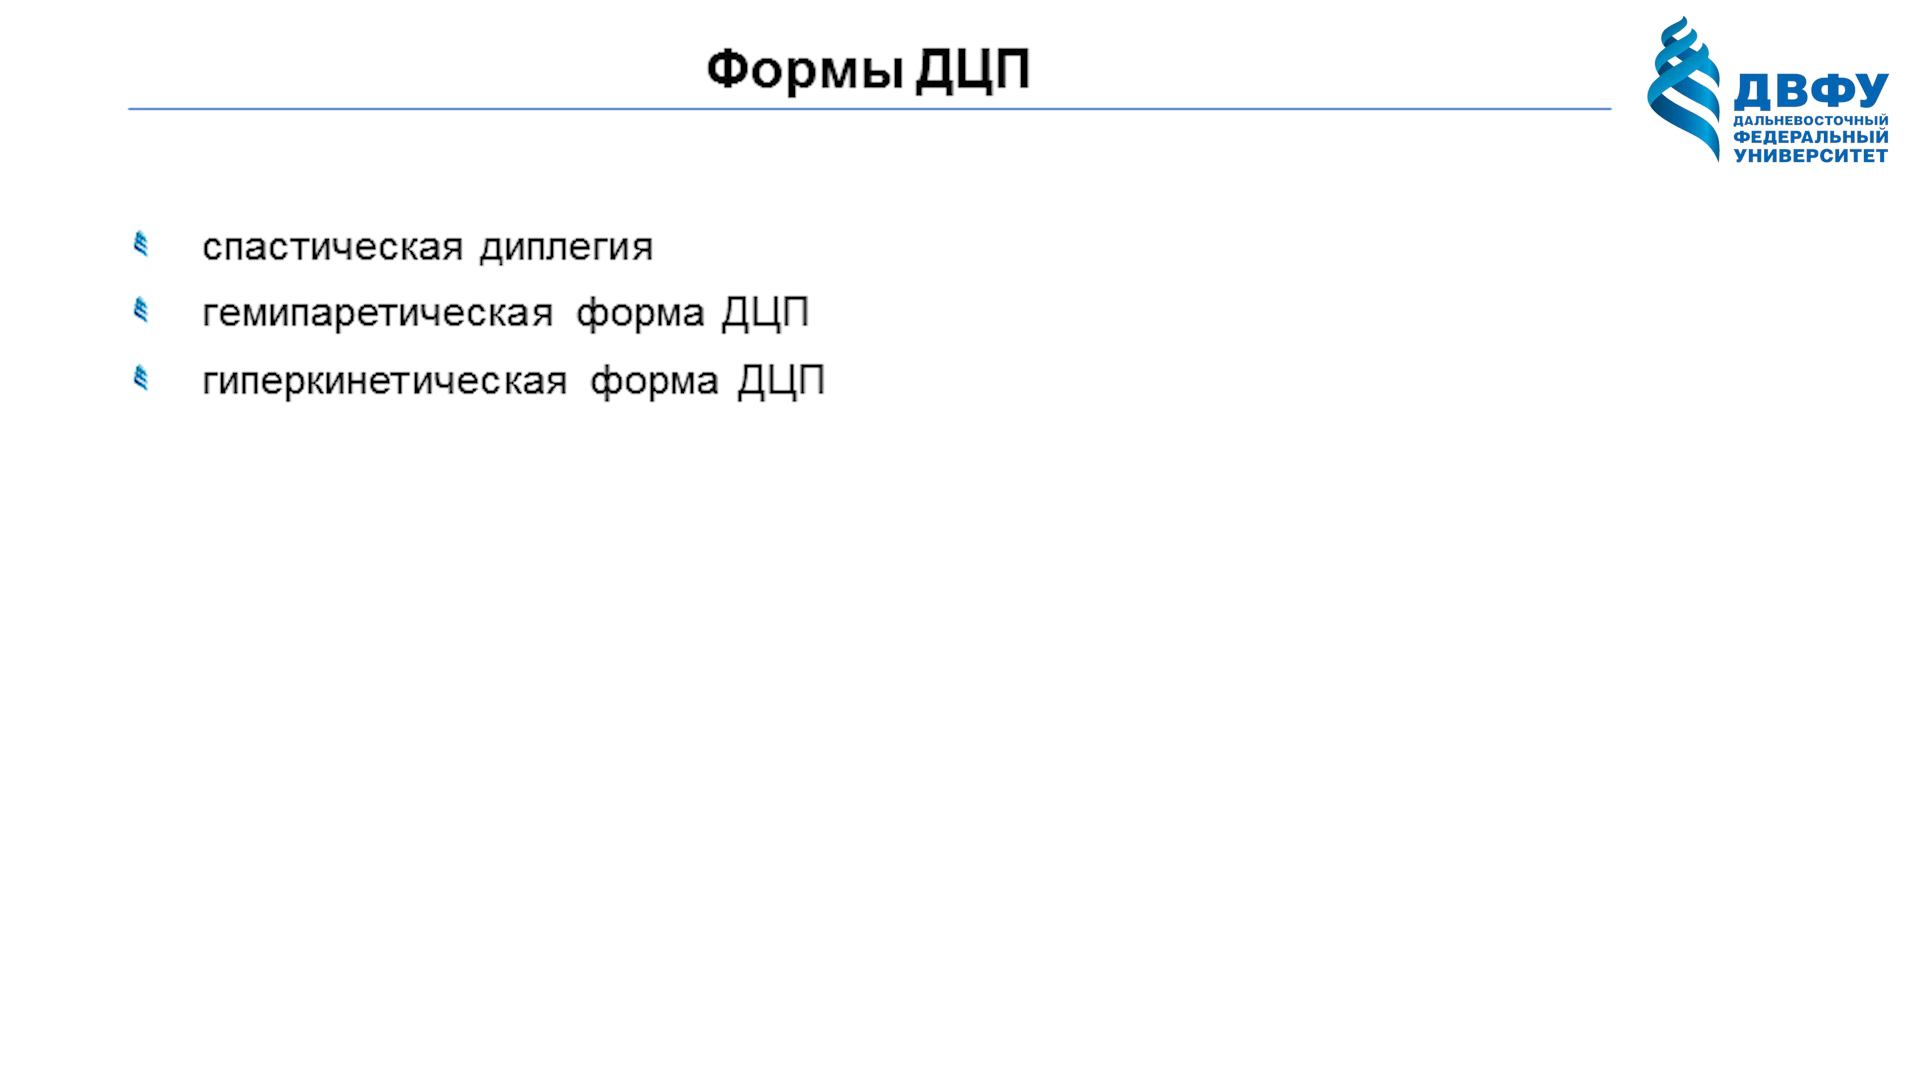 Формы ДЦП
ДВФУ
ДАЛЬНЕВОСТОЧНЫЙ
ФЕДЕРАЛЬНЫЙ
УНИВЕРСИТЕТ
спастическая диплегия
гемипаретическая форма ДЦП
гиперкинетическая форма ДЦП